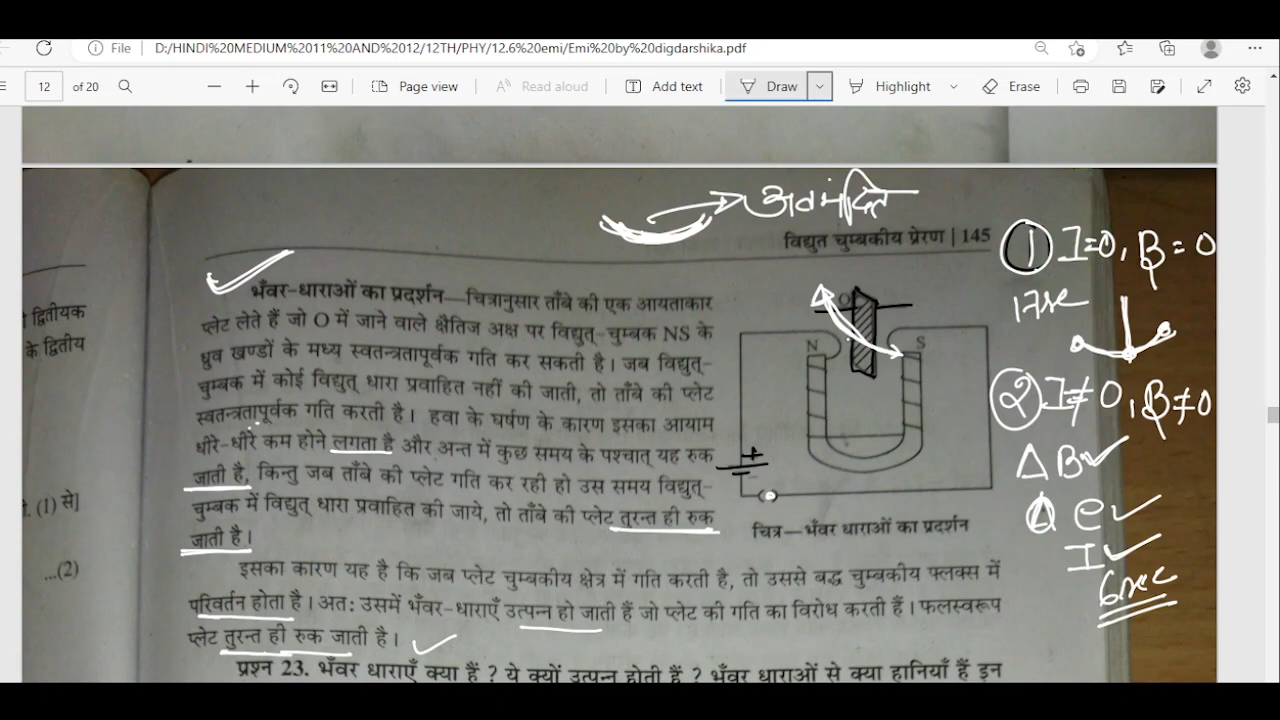 File D:/HINDI%20MEDIUM%2011%20AND%2012/12TH/PHY/12.6%20emi/Emi%20by%20digdarshika.pdf
12 of 20 Page view Read aloud Add text Draw Highlight Erase
अवमंदित
विद्युत चुम्बकीय प्रेरण | 145
भँवर-धाराओं का प्रदर्शन—चित्रानुसार ताँबे की एक आयताकार
प्लेट लेते हैं जो O में जाने वाले क्षैतिज अक्ष पर विद्युत्-चुम्बक NS के
ध्रुव खण्डों के मध्य स्वतन्त्रतापूर्वक गति कर सकती है। जब विद्युत्-
चुम्बक में कोई विद्युत् धारा प्रवाहित नहीं की जाती, तो ताँबे की प्लेट
स्वतन्त्रतापूर्वक गति करती है। हवा के घर्षण के कारण इसका आयाम
धीरे-धीरे कम होने लगता है और अन्त में कुछ समय के पश्चात् यह रुक
जाती है, किन्तु जब ताँबे की प्लेट गति कर रही हो उस समय विद्युत्-
चुम्बक में विद्युत् धारा प्रवाहित की जाये, तो ताँबे की प्लेट तुरन्त ही रुक
जाती है।
O
N S
+
चित्र—भँवर धाराओं का प्रदर्शन
इसका कारण यह है कि जब प्लेट चुम्बकीय क्षेत्र में गति करती है, तो उससे बद्ध चुम्बकीय फ्लक्स में
परिवर्तन होता है। अत: उसमें भँवर-धाराएँ उत्पन्न हो जाती हैं जो प्लेट की गति का विरोध करती हैं। फलस्वरूप
प्लेट तुरन्त ही रुक जाती है।
प्रश्न 23. भँवर धाराएँ क्या हैं ? ये क्यों उत्पन्न होती हैं ? भँवर धाराओं से क्या हानियाँ हैं इन
द्वितीयक
के द्वितीय
(1) से]
...(2)
1 I=0, B=0
2 I≠0, B≠0
Δ B
e
I
6 sec